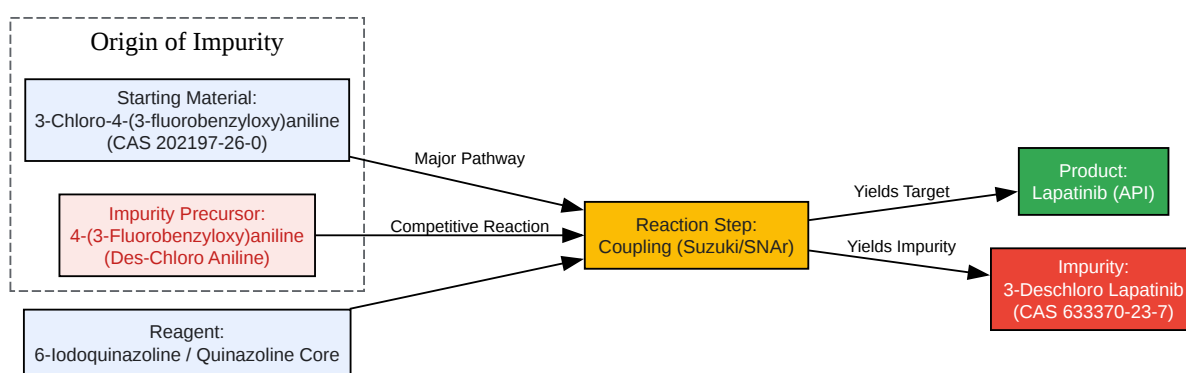 Origin of Impurity
Starting Material:
3-Chloro-4-(3-fluorobenzyloxy)aniline
(CAS 202197-26-0)
Impurity Precursor:
4-(3-Fluorobenzyloxy)aniline
(Des-Chloro Aniline)
Reagent:
6-Iodoquinazoline / Quinazoline Core
Major Pathway
Competitive Reaction
Reaction Step:
Coupling (Suzuki/SNAr)
Yields Target
Yields Impurity
Product:
Lapatinib (API)
Impurity:
3-Deschloro Lapatinib
(CAS 633370-23-7)